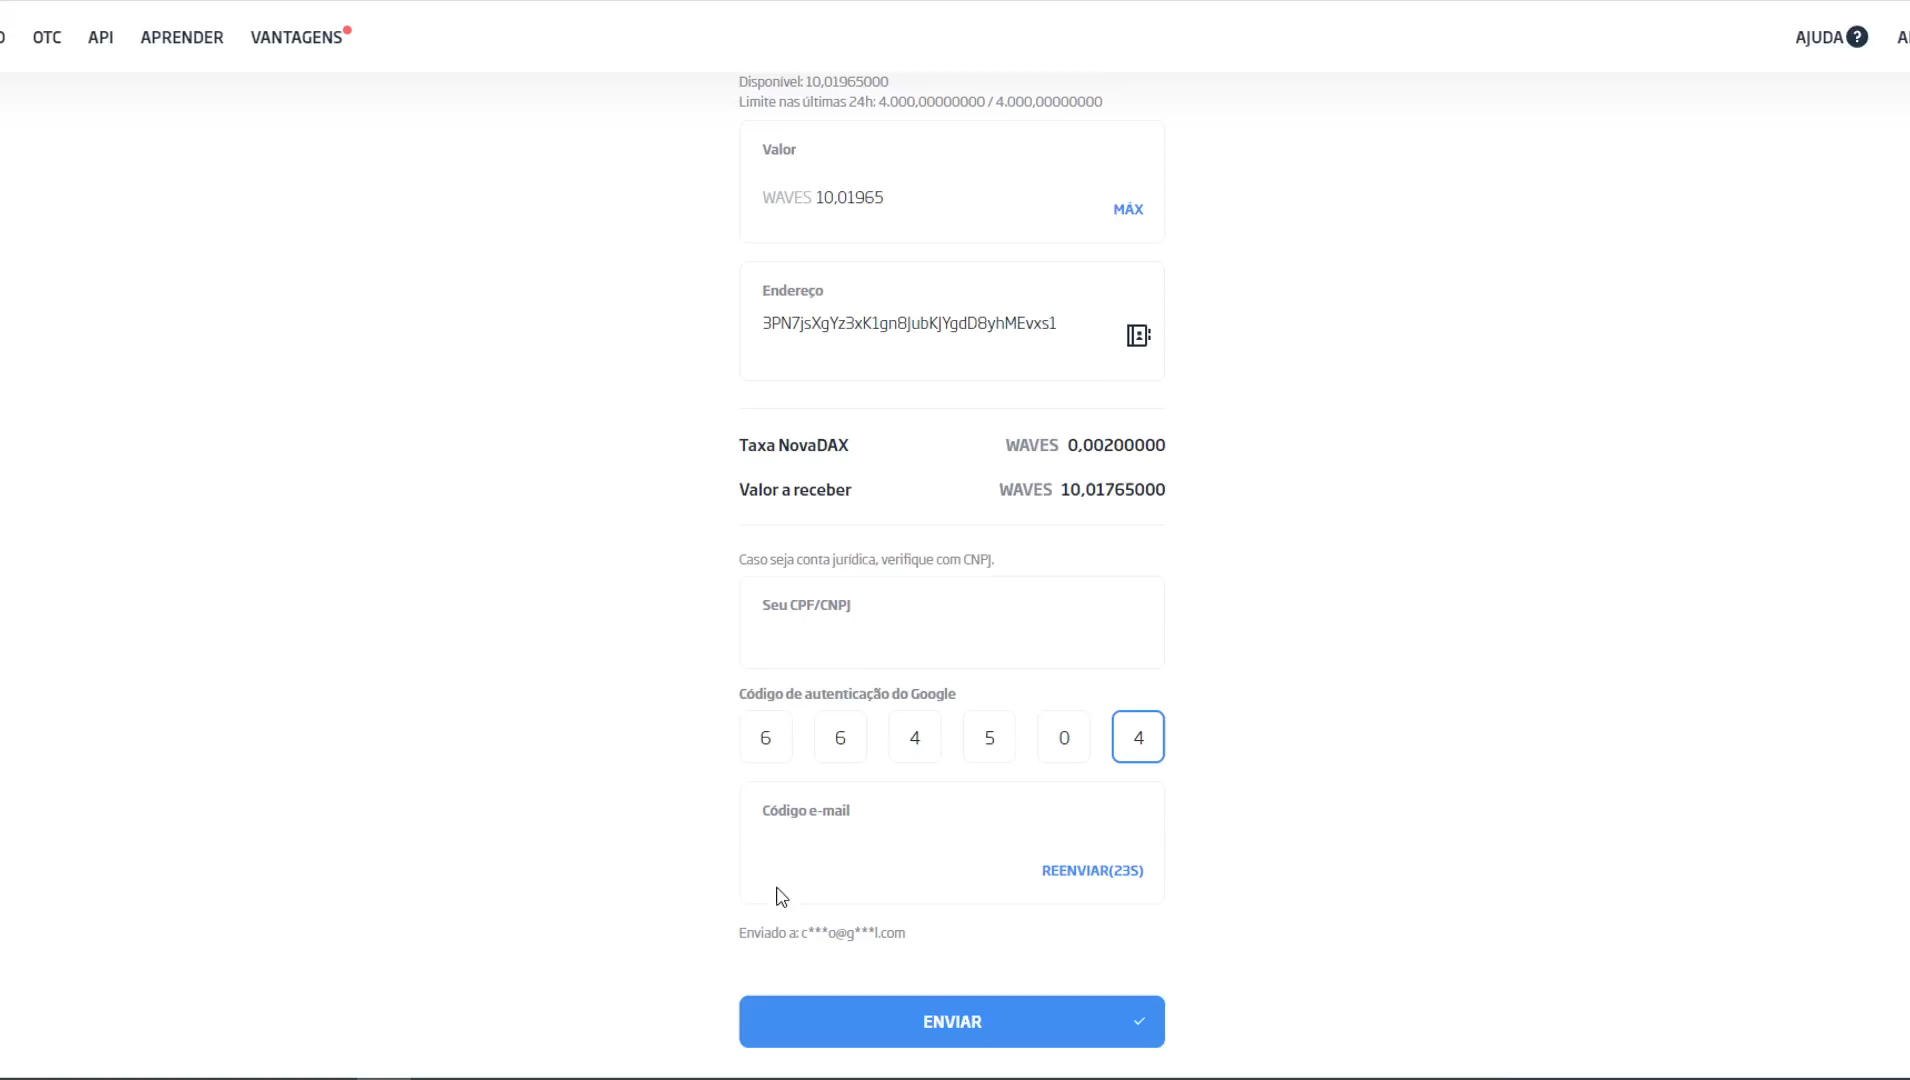 OTC API APRENDER VANTAGENS AJUDA ?
Disponível: 10,01965000
Limite nas últimas 24h: 4.000,00000000 / 4.000,00000000
Valor
WAVES 10,01965
MÁX
Endereço
3PN7jsXgYz3xK1gn8JubKJYgdD8yhMEvxs1
Taxa NovaDAX WAVES 0,00200000
Valor a receber WAVES 10,01765000
Caso seja conta jurídica, verifique com CNPJ.
Seu CPF/CNPJ
Código de autenticação do Google
6 6 4 5 0 4
Código e-mail
REENVIAR(23S)
Enviado a: c***o@g***l.com
ENVIAR